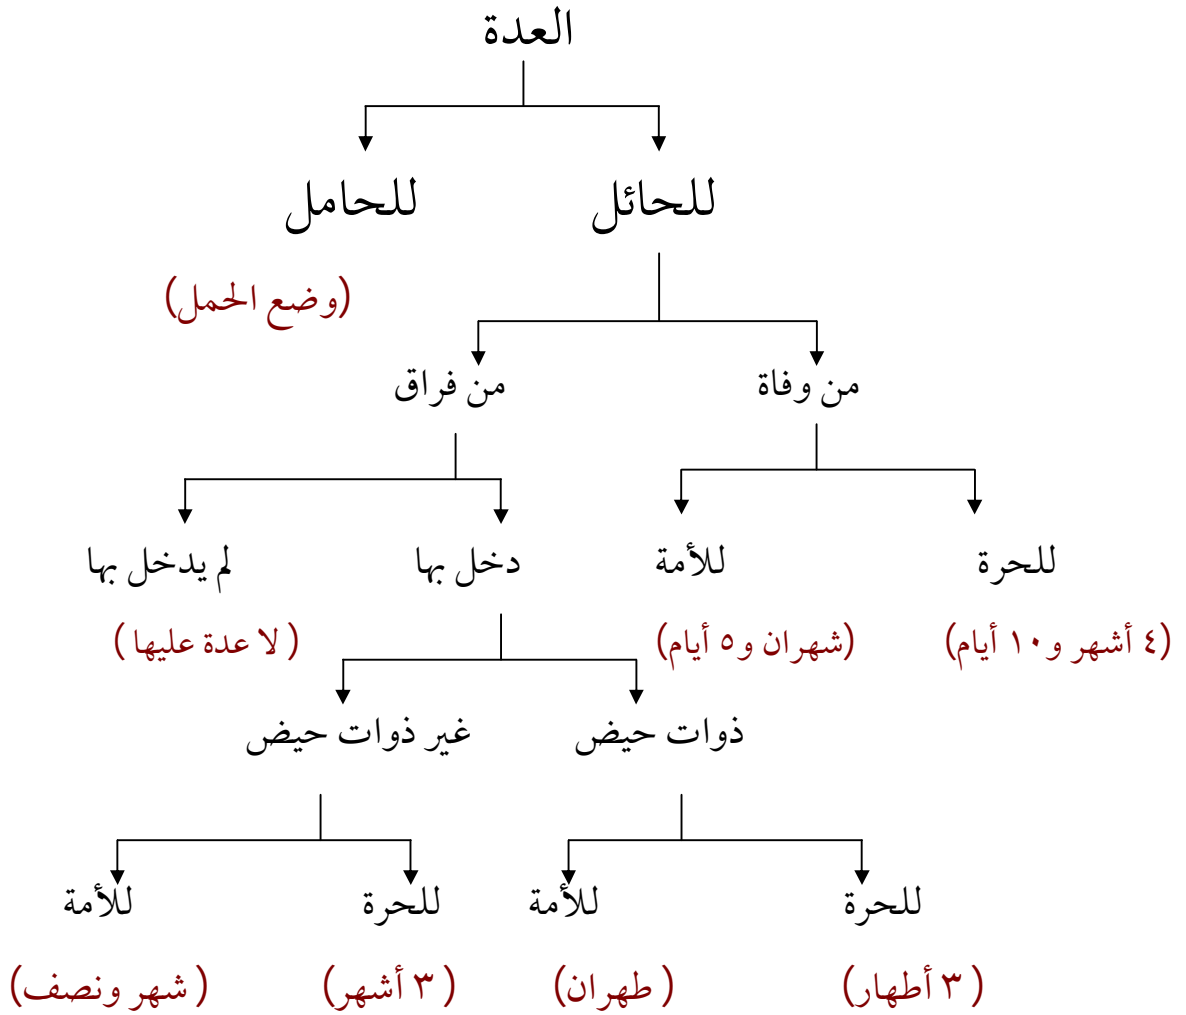 العدة
للحائل
للحامل
(وضع الحمل)
من وفاة
من فراق
للحرة
للأمة
دخل بها
لم يدخل بها
(٤ أشهر و١٠ أيام)
(شهران و٥ أيام)
( لا عدة عليها )
ذوات حيض
غير ذوات حيض
للحرة
للأمة
للحرة
للأمة
( ٣ أطهار)
( طهران)
( ٣ أشهر)
( شهر ونصف)